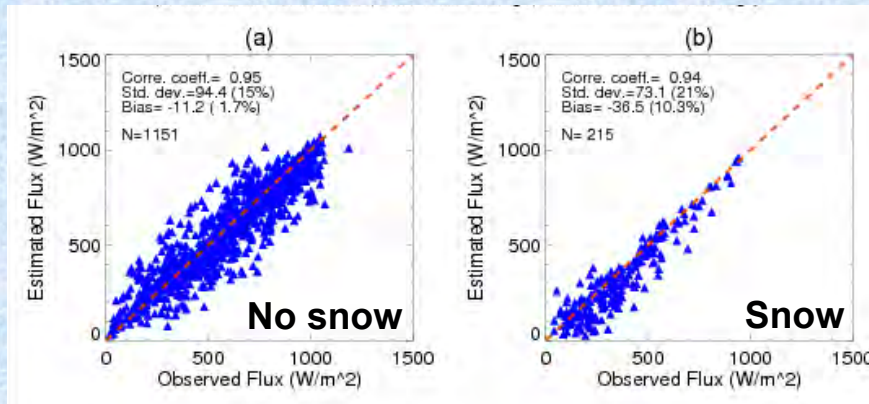 (a)
1500
1000
500
0
Estimated Flux (W/m^2)
Corre. coeff.= 0.95
Std. dev.=94.4 (15%)
Bias= -11.2 ( 1.7%)
N=1151
No snow
0 500 1000 1500
Observed Flux (W/m^2)
(b)
1500
1000
500
0
Estimated Flux (W/m^2)
Corre. coeff.= 0.94
Std. dev.=73.1 (21%)
Bias= -36.5 (10.3%)
N= 215
Snow
0 500 1000 1500
Observed Flux (W/m^2)